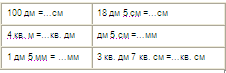 100 дм =…см
18 дм 5 см =…см
4 кв. м =…кв. дм
дм 5 см =…мм
1 дм 5 мм = …мм
3 кв. дм 7 кв. см =…кв. см